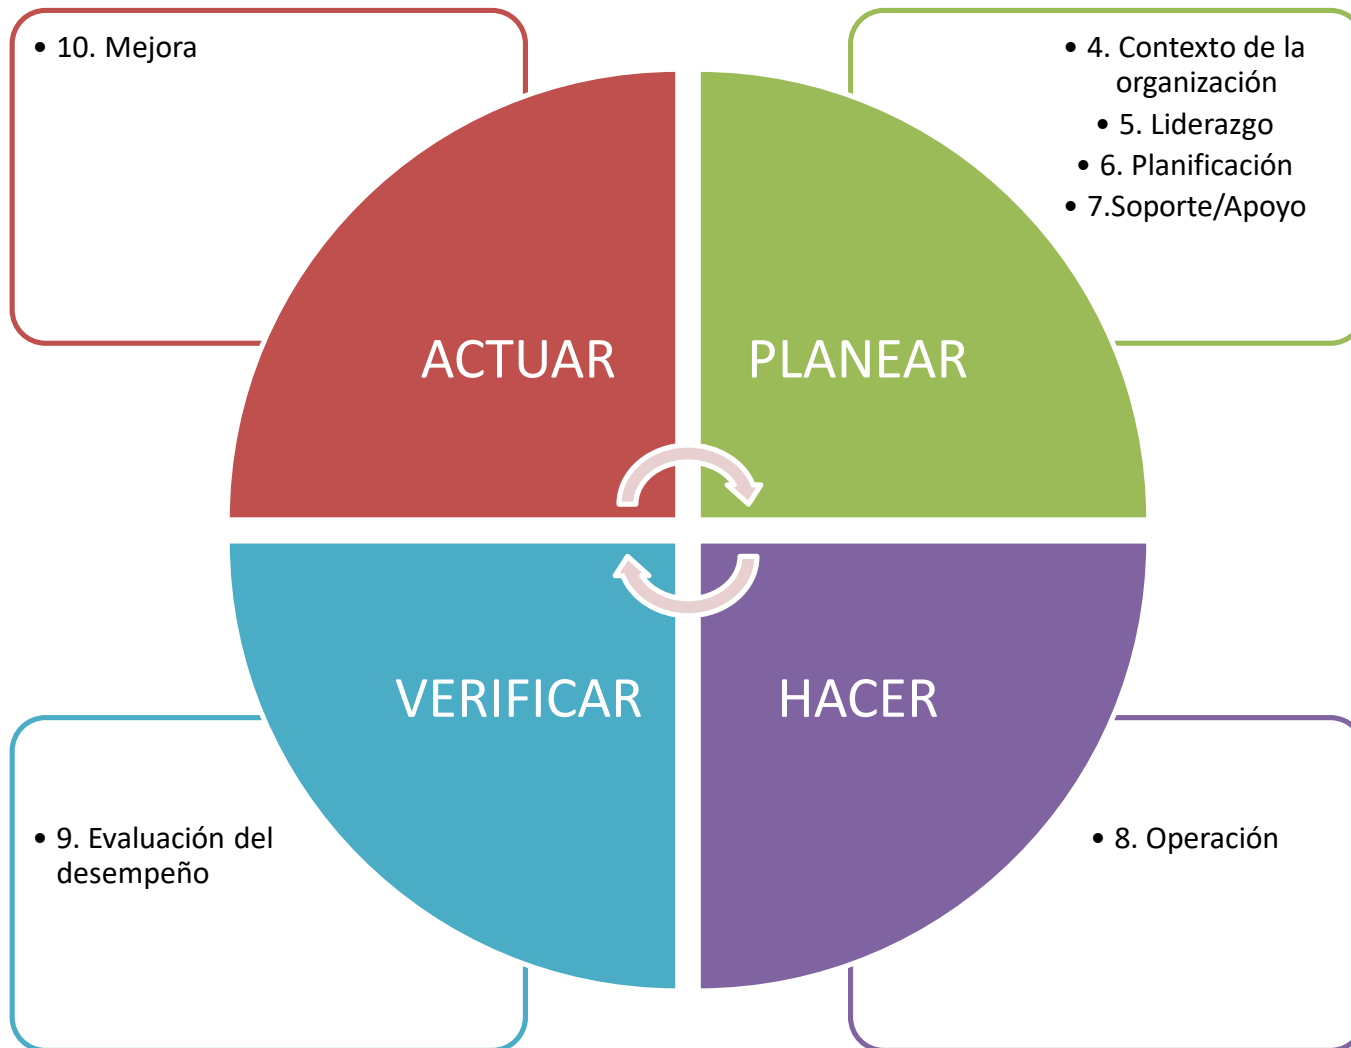 • 10. Mejora
• 4. Contexto de la
organización
• 5. Liderazgo
• 6. Planificación
• 7.Soporte/Apoyo
ACTUAR
PLANEAR
VERIFICAR
HACER
• 9. Evaluación del
desempeño
• 8. Operación